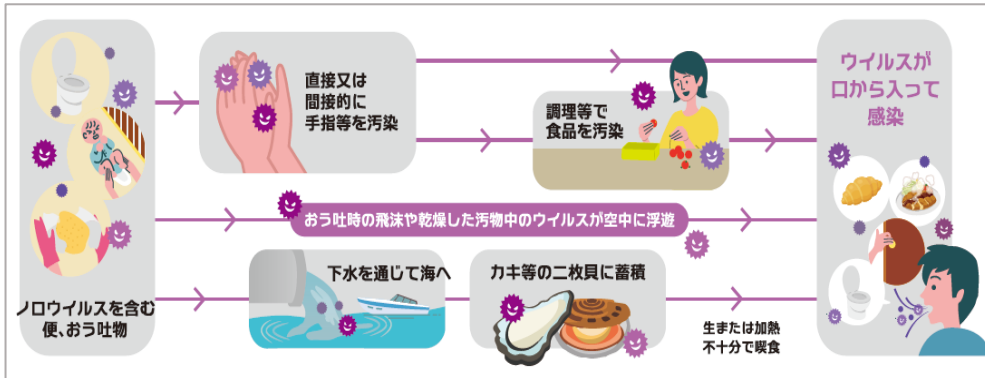 ノロウイルスを含む
便、おう吐物
直接又は
間接的に
手指等を汚染
調理等で
食品を汚染
おう吐時の飛沫や乾燥した汚物中のウイルスが空中に浮遊
下水を通じて海へ
カキ等の二枚貝に蓄積
生または加熱
不十分で喫食
ウイルスが
口から入って
感染